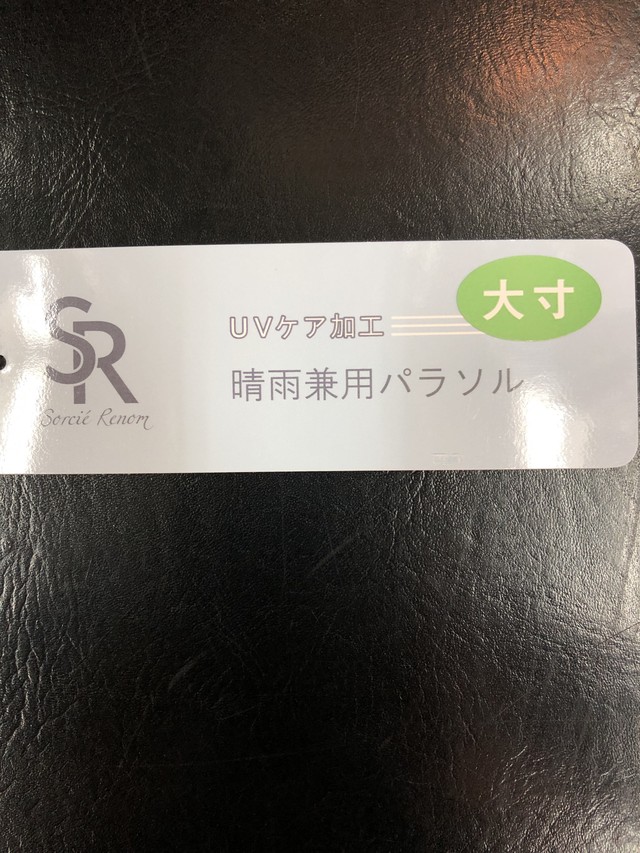 SR
Sorcié Renom
UVケア加工
大寸
晴雨兼用パラソル